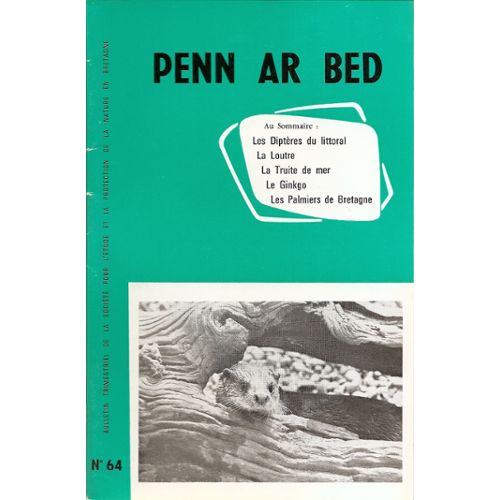 PENN AR BED
Au Sommaire :
Les Diptères du littoral
La Loutre
La Truite de mer
Le Ginkgo
Les Palmiers de Bretagne
BULLETIN TRIMESTRIEL DE LA SOCIÉTÉ POUR L'ÉTUDE ET LA PROTECTION DE LA NATURE EN BRETAGNE
N° 64